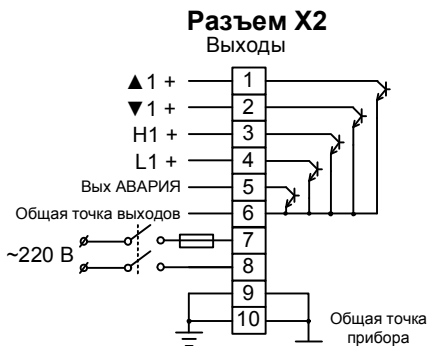 Разъем X2
Выходы
▲1 + 1
▼1 + 2
H1 + 3
L1 + 4
Вых АВАРИЯ 5
Общая точка выходов 6
~220 В 7
8
9
10
Общая точка
прибора